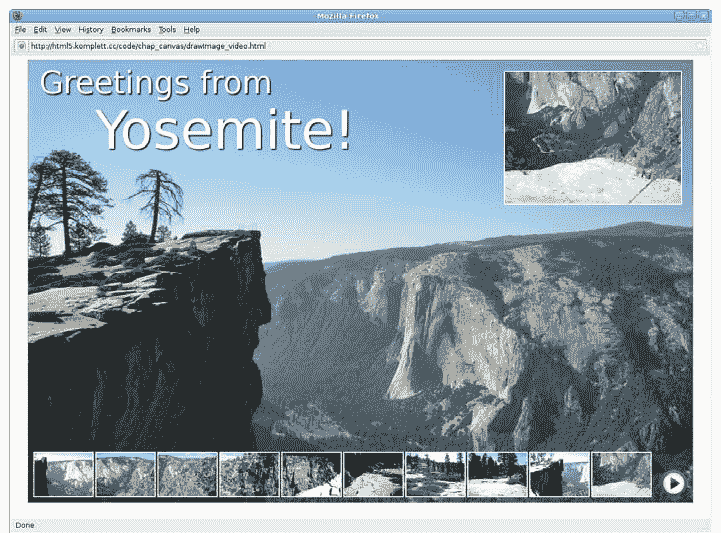 Mozilla Firefox
File Edit View History Bookmarks Tools Help
http://html5.komplett.cc/code/chap_canvas/drawImage_video.html
Greetings from
Yosemite!
Done